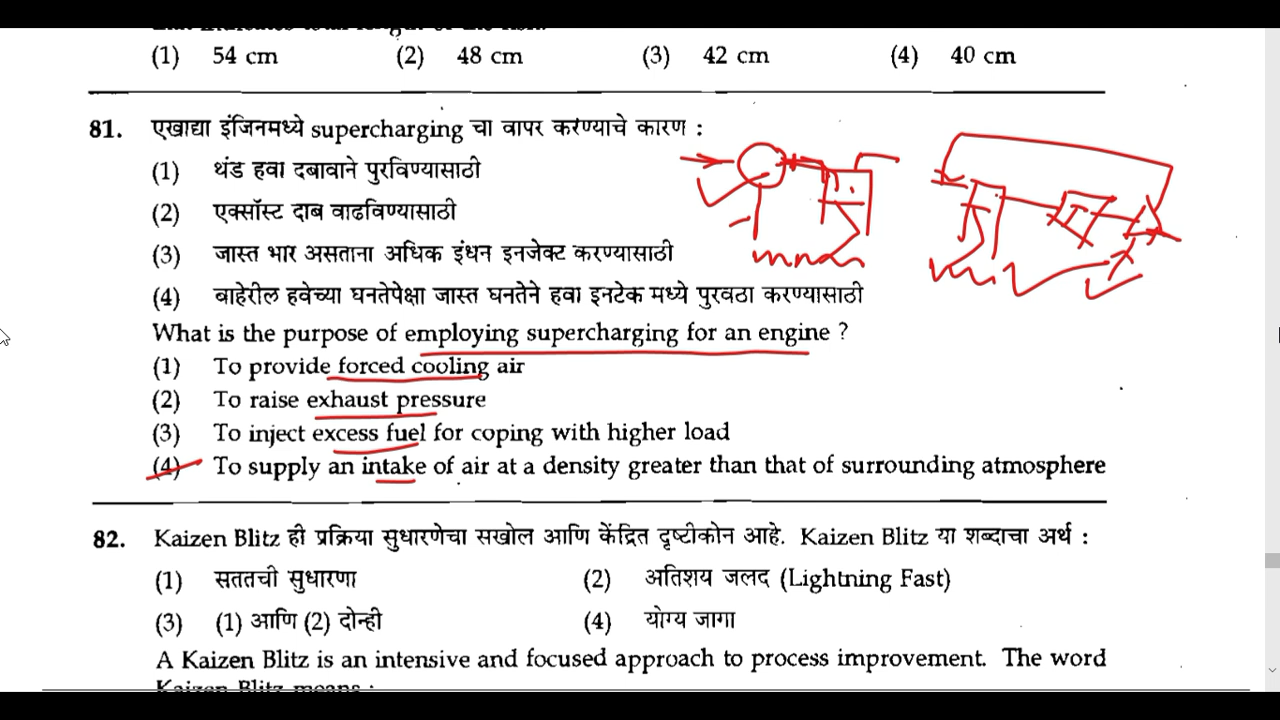 (1) 54 cm (2) 48 cm (3) 42 cm (4) 40 cm
81. एखाद्या इंजिनमध्ये supercharging चा वापर करण्याचे कारण :
(1) थंड हवा दबावाने पुरविण्यासाठी
(2) एक्सॉस्ट दाब वाढविण्यासाठी
(3) जास्त भार असताना अधिक इंधन इनजेक्ट करण्यासाठी
(4) बाहेरील हवेच्या घनतेपेक्षा जास्त घनतेने हवा इनटेक मध्ये पुरवठा करण्यासाठी
What is the purpose of employing supercharging for an engine ?
(1) To provide forced cooling air
(2) To raise exhaust pressure
(3) To inject excess fuel for coping with higher load
(4) To supply an intake of air at a density greater than that of surrounding atmosphere
82. Kaizen Blitz ही प्रक्रिया सुधारणेचा सखोल आणि केंद्रित दृष्टीकोन आहे. Kaizen Blitz या शब्दाचा अर्थ :
(1) सततची सुधारणा (2) अतिशय जलद (Lightning Fast)
(3) (1) आणि (2) दोन्ही (4) योग्य जागा
A Kaizen Blitz is an intensive and focused approach to process improvement. The word
Kaizen Blitz means :